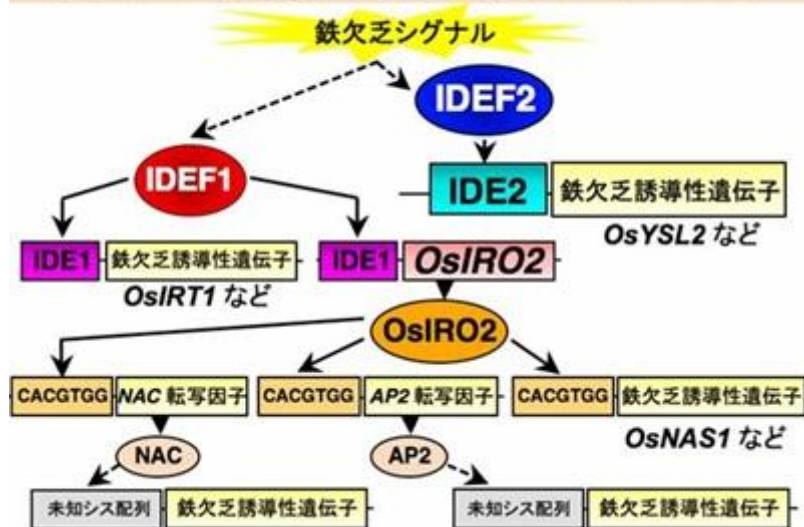 鉄欠乏シグナル
IDEF2
IDEF1
IDE2 鉄欠乏誘導性遺伝子
OsYSL2 など
IDE1 鉄欠乏誘導性遺伝子 IDE1 OsIRO2
OsIRT1 など
OsIRO2
CACGTGG NAC 転写因子 CACGTGG AP2 転写因子 CACGTGG 鉄欠乏誘導性遺伝子
OsNAS1 など
NAC AP2
未知シス配列 鉄欠乏誘導性遺伝子 未知シス配列 鉄欠乏誘導性遺伝子